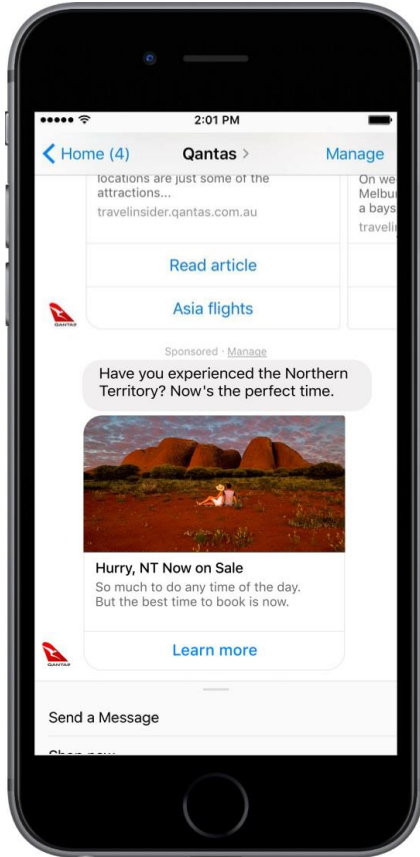 2:01 PM
Home (4)
Qantas >
Manage
locations are just some of the
attractions...
travelinsider.qantas.com.au
Read article
Asia flights
On we
Melbu
a bays
traveli
QANTAS
Sponsored · Manage
Have you experienced the Northern
Territory? Now's the perfect time.
Hurry, NT Now on Sale
So much to do any time of the day.
But the best time to book is now.
Learn more
QANTAS
Send a Message
Shop now